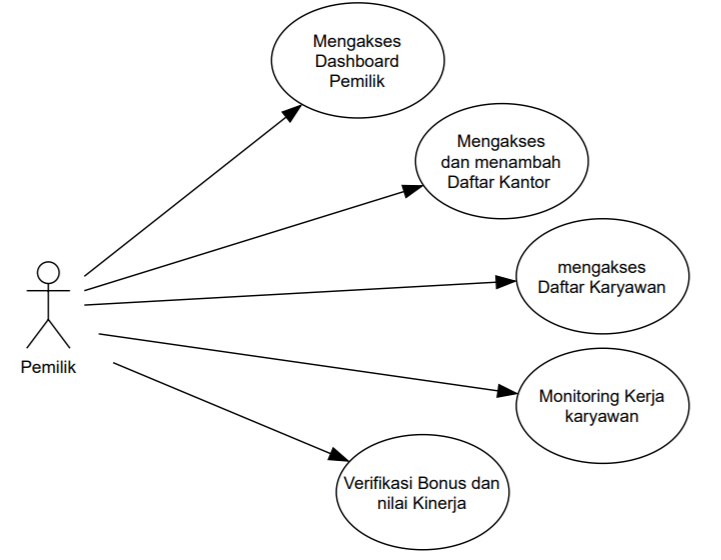 Mengakses
Dashboard
Pemilik
Mengakses
dan menambah
Daftar Kantor
mengakses
Daftar Karyawan
Pemilik
Monitoring Kerja
karyawan
Verifikasi Bonus dan
nilai Kinerja